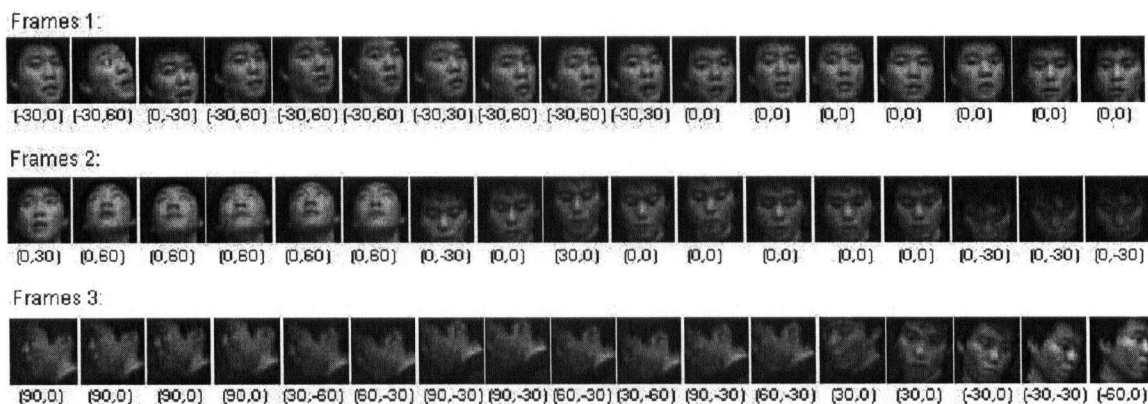 Frames 1:
(-30,0) (-30,60) (0,-30) (-30,60) (-30,60) (-30,60) (-30,30) (-30,60) (-30,60) (-30,30) (0,0) (0,0) (0,0) (0,0) (0,0) (0,0) (0,0)
Frames 2:
(0,30) (0,60) (0,60) (0,60) (0,60) (0,60) (0,-30) (0,0) (30,0) (0,0) (0,0) (0,0) (0,0) (0,0) (0,-30) (0,-30) (0,-30)
Frames 3:
(90,0) (90,0) (90,0) (90,0) (30,-60) (60,-30) (90,-30) (90,-30) (60,-30) (30,-60) (90,-30) (60,-30) (30,0) (30,0) (-30,0) (-30,-30) (-60,0)